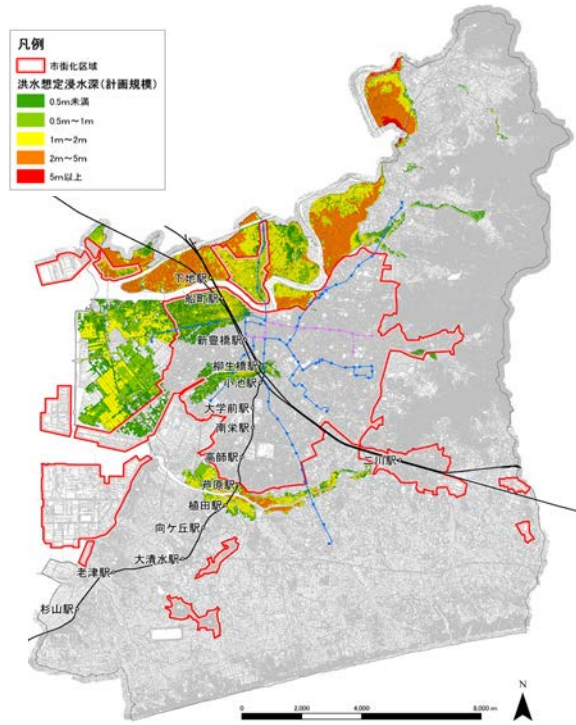 凡例
市街化区域
洪水想定浸水深(計画規模)
0.5m未満
0.5m～1m
1m～2m
2m～5m
5m以上
下地駅
船町駅
新豊橋駅
柳生橋駅
小池駅
大学前駅
南栄駅
高師駅
二川駅
芦原駅
植田駅
向ケ丘駅
大清水駅
老津駅
杉山駅
N
0 2,000 4,000 8,000 m